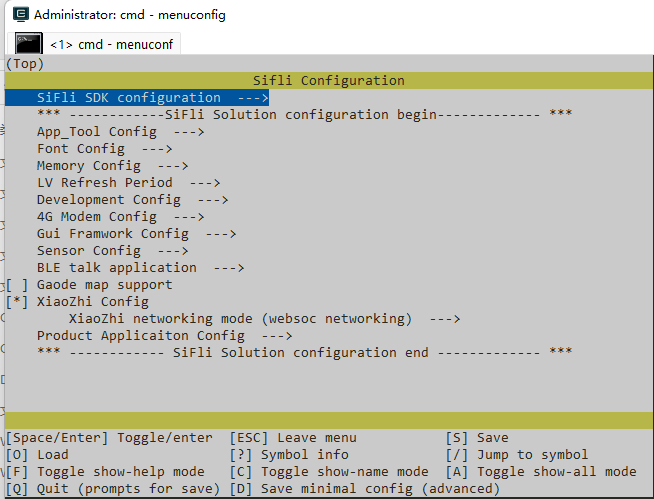 Administrator: cmd - menuconfig
<1> cmd - menuconf
(Top)
Sifli Configuration
SiFli SDK configuration --->
*** ------------SiFli Solution configuration begin------------- ***
App_Tool Config --->
Font Config --->
Memory Config --->
LV Refresh Period --->
Development Config --->
4G Modem Config --->
Gui Framwork Config --->
Sensor Config --->
BLE talk application --->
[ ] Gaode map support
[*] XiaoZhi Config
XiaoZhi networking mode (websoc networking) --->
Product Applicaiton Config --->
*** ------------ SiFli Solution configuration end ------------- ***
[Space/Enter] Toggle/enter [ESC] Leave menu [S] Save
[O] Load [?] Symbol info [/] Jump to symbol
[F] Toggle show-help mode [C] Toggle show-name mode [A] Toggle show-all mode
[Q] Quit (prompts for save) [D] Save minimal config (advanced)